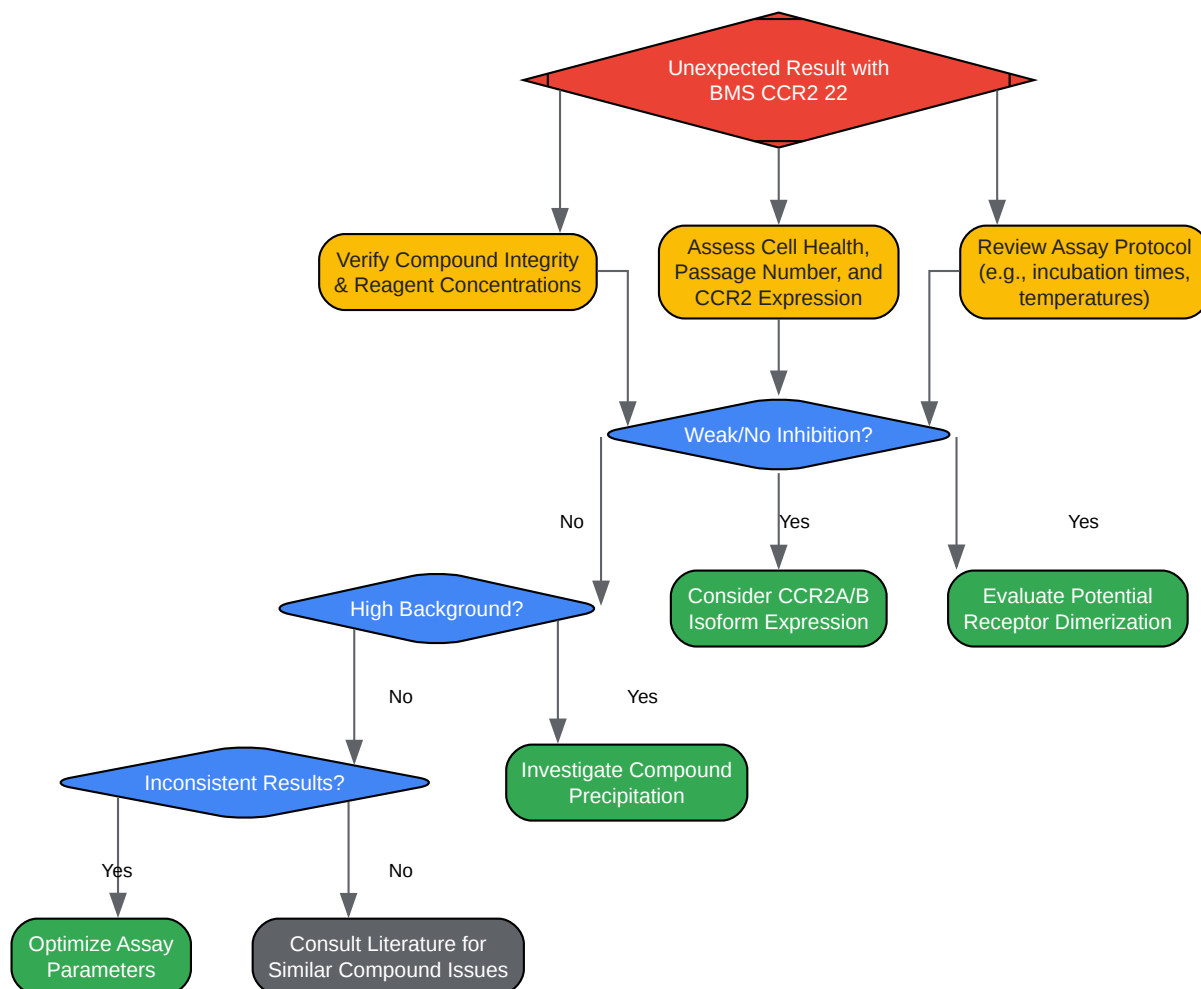 Unexpected Result with
BMS CCR2 22
Verify Compound Integrity
& Reagent Concentrations
Assess Cell Health,
Passage Number, and
CCR2 Expression
Review Assay Protocol
(e.g., incubation times,
temperatures)
Weak/No Inhibition?
No
Yes
Yes
High Background?
Consider CCR2A/B
Isoform Expression
Evaluate Potential
Receptor Dimerization
No
Yes
Inconsistent Results?
Investigate Compound
Precipitation
Yes
No
Optimize Assay
Parameters
Consult Literature for
Similar Compound Issues